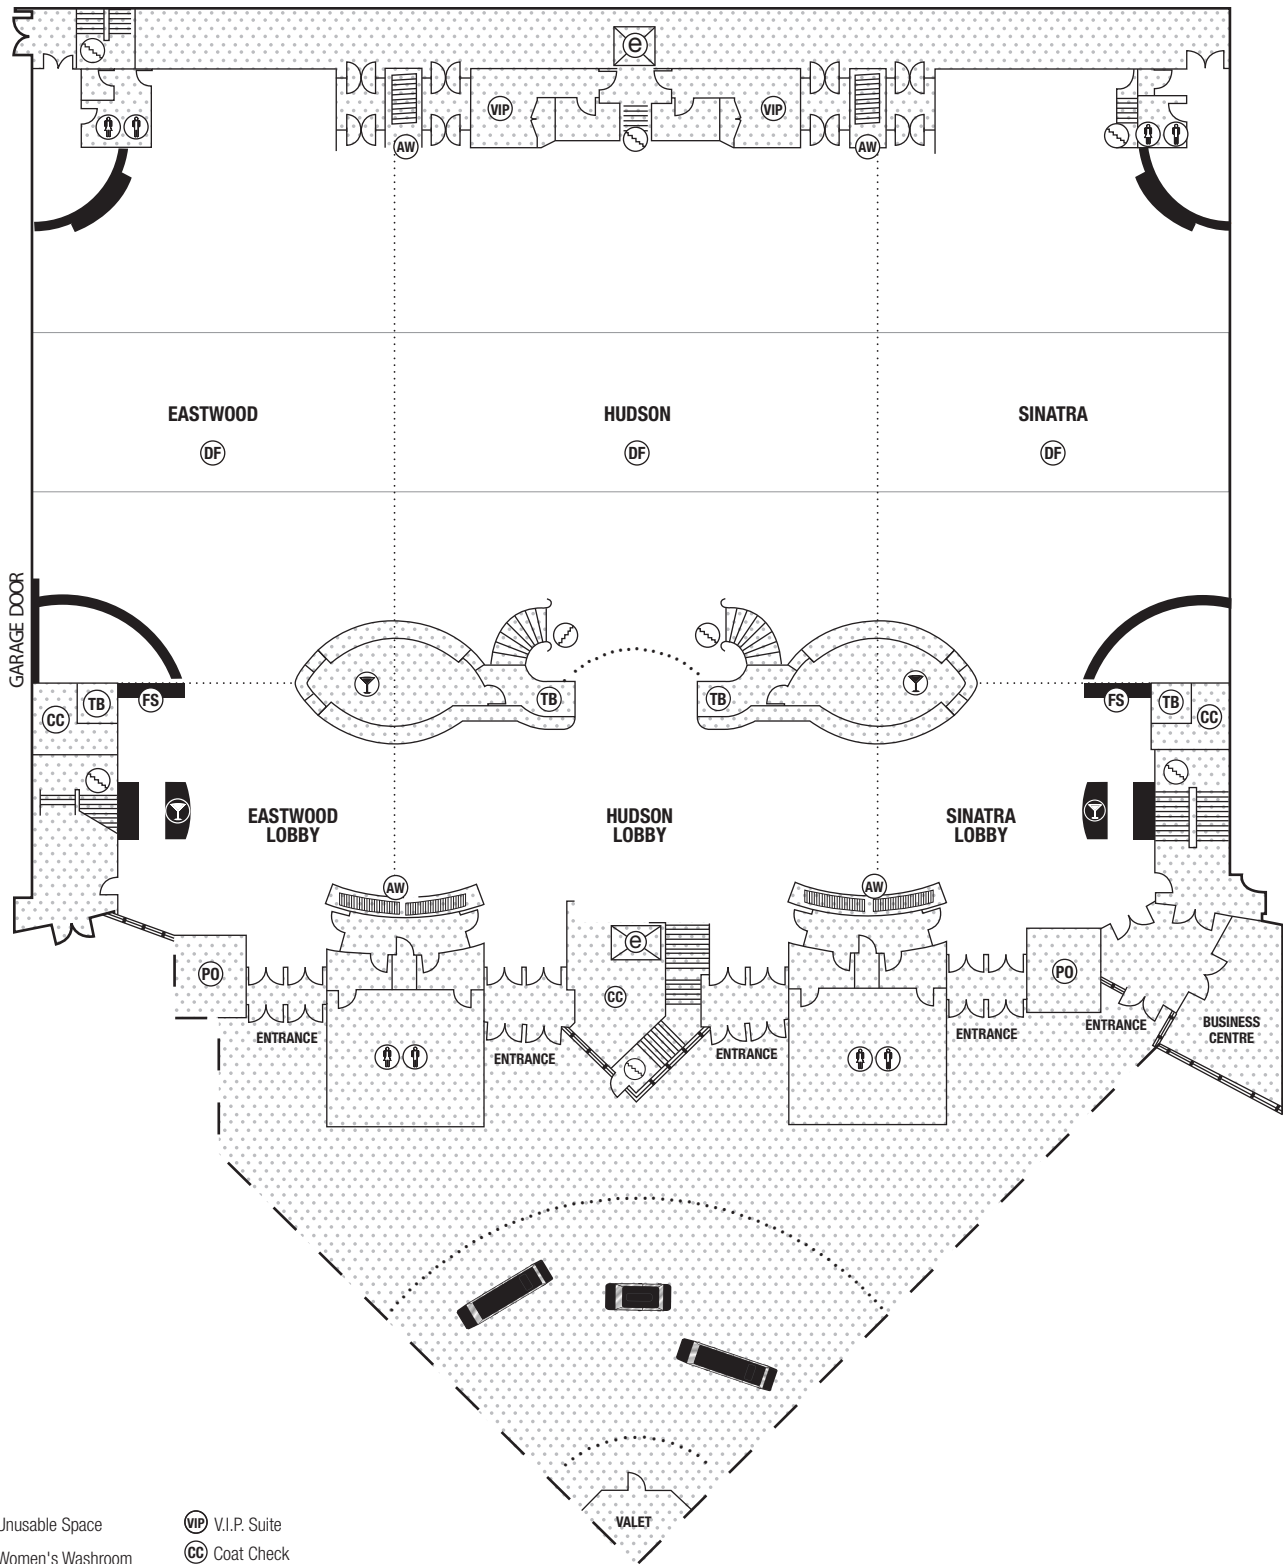 e
VIP
VIP
AW
AW
EASTWOOD
HUDSON
SINATRA
DF
DF
DF
GARAGE DOOR
TB
FS
CC
TB
TB
FS
TB
CC
EASTWOOD
LOBBY
HUDSON
LOBBY
SINATRA
LOBBY
AW
AW
e
PO
CC
PO
ENTRANCE
ENTRANCE
ENTRANCE
ENTRANCE
ENTRANCE
BUSINESS
CENTRE
VALET
Unusable Space
VIP V.I.P. Suite
Women's Washroom
CC Coat Check